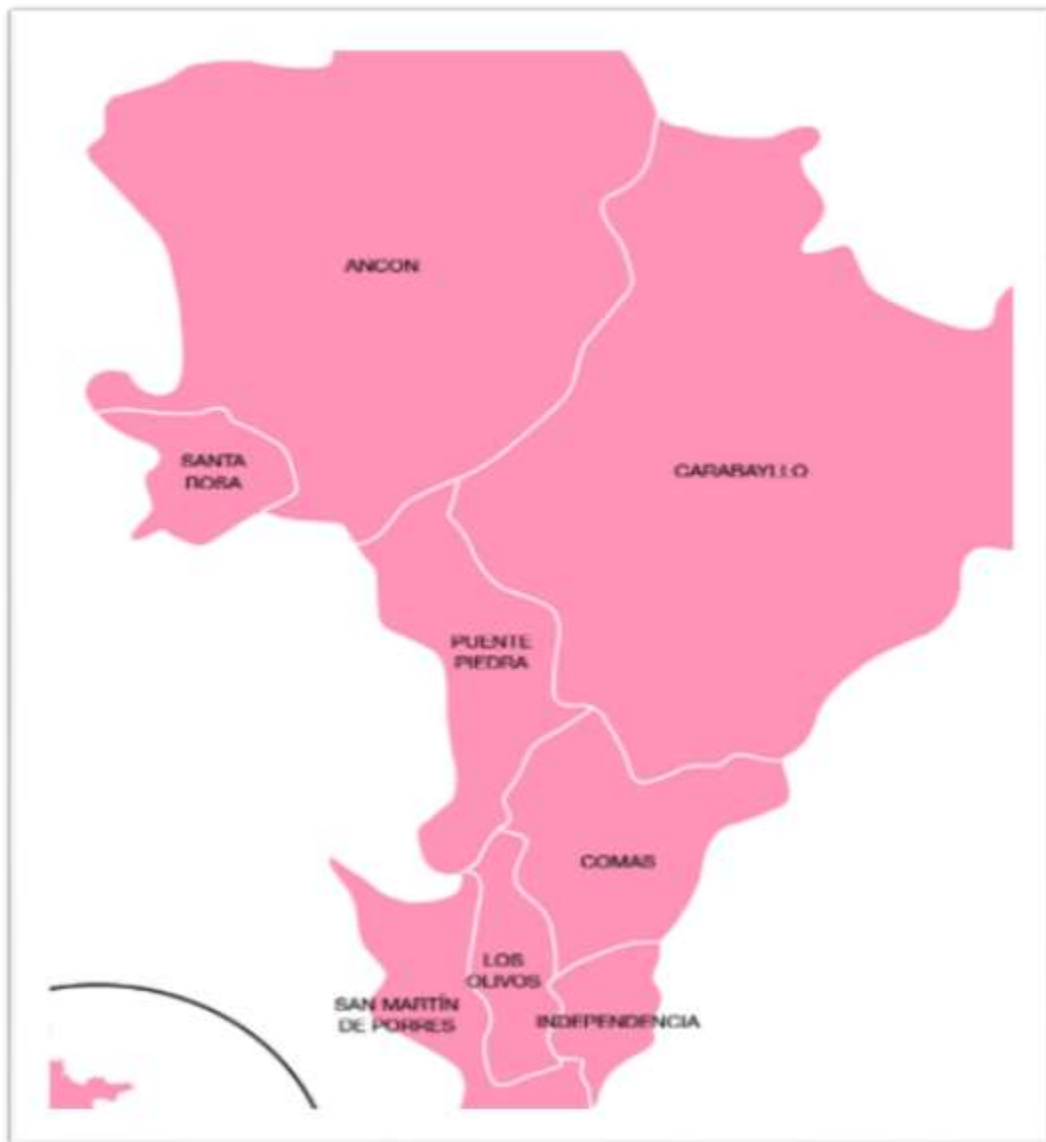 ANCON
SANTA
ROSA
CARABAYLLO
PUENTE
PIEDRA
COMAS
LOS
OLIVOS
SAN MARTÍN
DE PORRES
INDEPENDENCIA